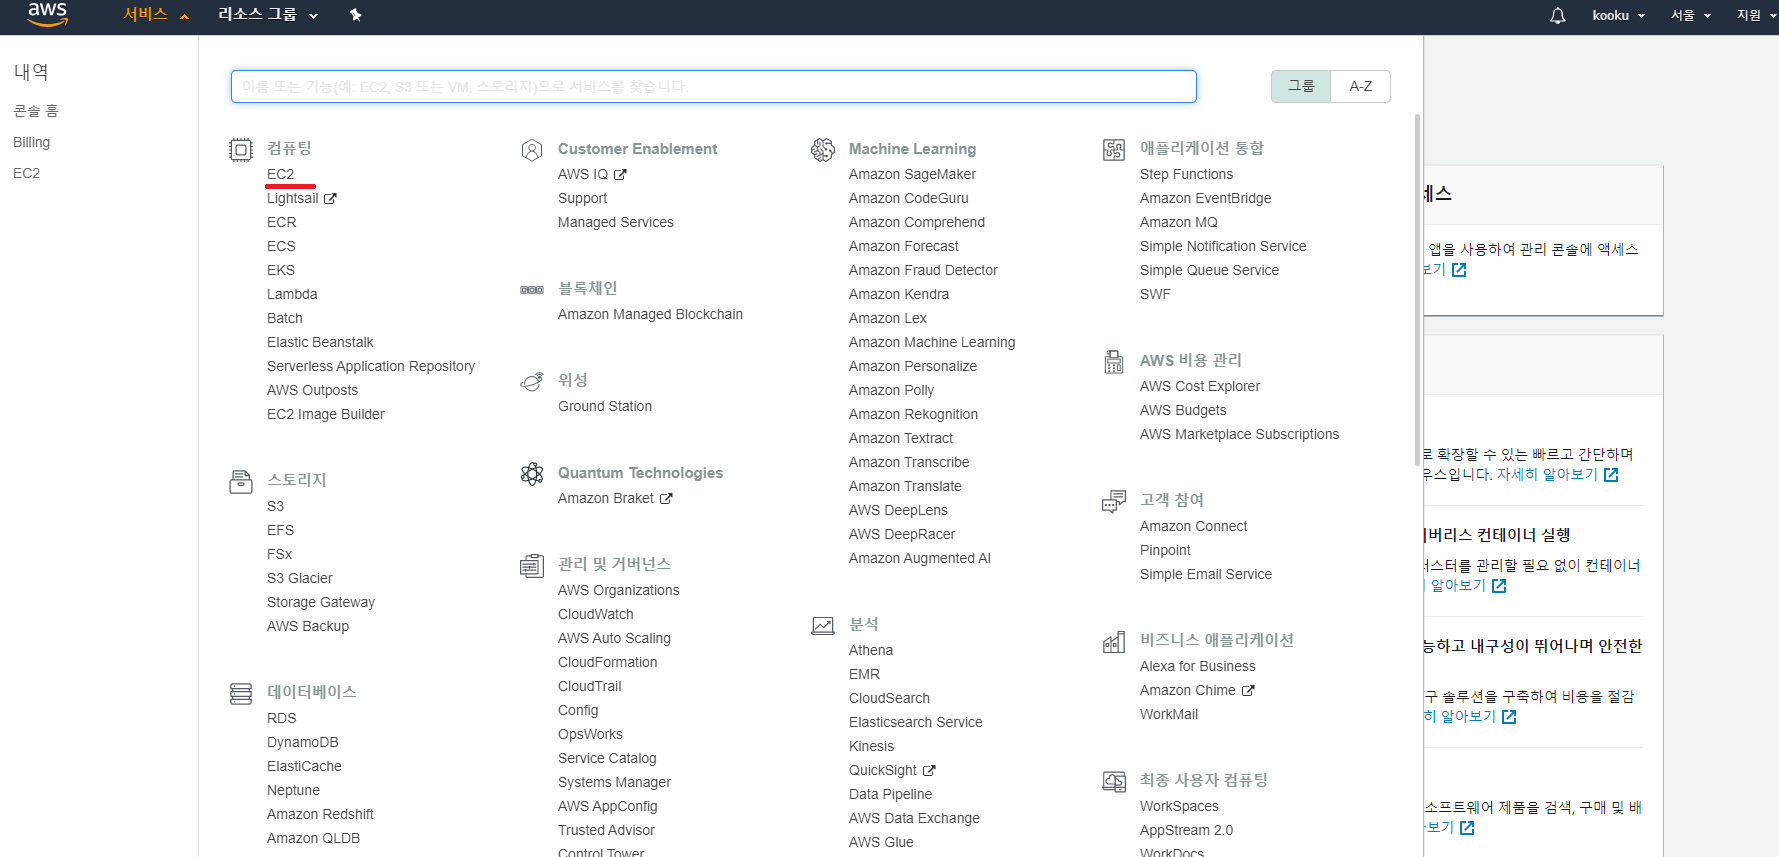 aws
서비스
리소스 그룹
kooku
서울
지원
내역
콘솔 홈
Billing
EC2
이름 또는 기능(예: EC2, S3 또는 VM, 스토리지)으로 서비스를 찾습니다.
그룹
A-Z
컴퓨팅
EC2
Lightsail
ECR
ECS
EKS
Lambda
Batch
Elastic Beanstalk
Serverless Application Repository
AWS Outposts
EC2 Image Builder
스토리지
S3
EFS
FSx
S3 Glacier
Storage Gateway
AWS Backup
데이터베이스
RDS
DynamoDB
ElastiCache
Neptune
Amazon Redshift
Amazon QLDB
Customer Enablement
AWS IQ
Support
Managed Services
블록체인
Amazon Managed Blockchain
위성
Ground Station
Quantum Technologies
Amazon Braket
관리 및 거버넌스
AWS Organizations
CloudWatch
AWS Auto Scaling
CloudFormation
CloudTrail
Config
OpsWorks
Service Catalog
Systems Manager
AWS AppConfig
Trusted Advisor
Control Tower
Machine Learning
Amazon SageMaker
Amazon CodeGuru
Amazon Comprehend
Amazon Forecast
Amazon Fraud Detector
Amazon Kendra
Amazon Lex
Amazon Machine Learning
Amazon Personalize
Amazon Polly
Amazon Rekognition
Amazon Textract
Amazon Transcribe
Amazon Translate
AWS DeepLens
AWS DeepRacer
Amazon Augmented AI
분석
Athena
EMR
CloudSearch
Elasticsearch Service
Kinesis
QuickSight
Data Pipeline
AWS Data Exchange
AWS Glue
애플리케이션 통합
Step Functions
Amazon EventBridge
Amazon MQ
Simple Notification Service
Simple Queue Service
SWF
AWS 비용 관리
AWS Cost Explorer
AWS Budgets
AWS Marketplace Subscriptions
고객 참여
Amazon Connect
Pinpoint
Simple Email Service
비즈니스 애플리케이션
Alexa for Business
Amazon Chime
WorkMail
최종 사용자 컴퓨팅
WorkSpaces
AppStream 2.0
WorkDocs
세스
앱을 사용하여 관리 콘솔에 액세스
보기
로 확장할 수 있는 빠르고 간단하며
우스입니다. 자세히 알아보기
버리스 컨테이너 실행
러스터를 관리할 필요 없이 컨테이너
알아보기
능하고 내구성이 뛰어나며 안전한
구 솔루션을 구축하여 비용을 절감
히 알아보기
소프트웨어 제품을 검색, 구매 및 배
보기